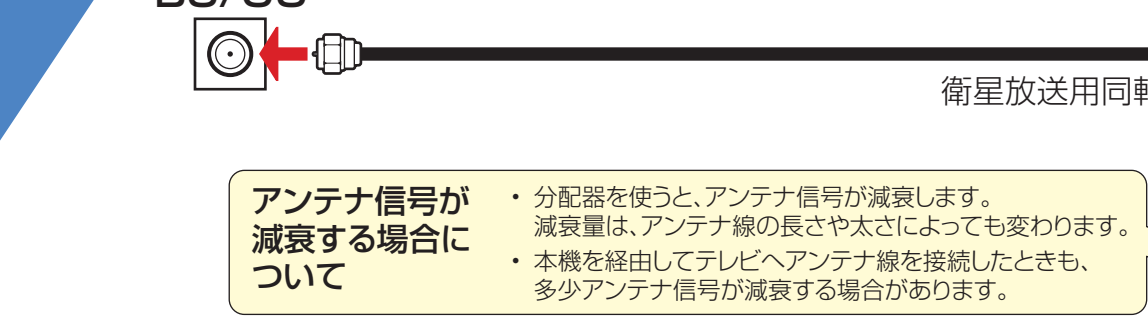 衛星放送用同軸
アンテナ信号が
減衰する場合に
ついて
・ 分配器を使うと、アンテナ信号が減衰します。
減衰量は、アンテナ線の長さや太さによっても変わります。
・ 本機を経由してテレビへアンテナ線を接続したときも、
多少アンテナ信号が減衰する場合があります。